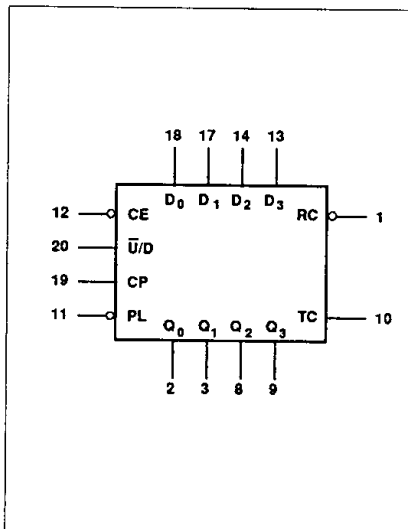 18 17 14 13
D0 D1 D2 D3
12 CE RC 1
20 U̅/D
19 CP
11 PL TC 10
Q0 Q1 Q2 Q3
2 3 8 9